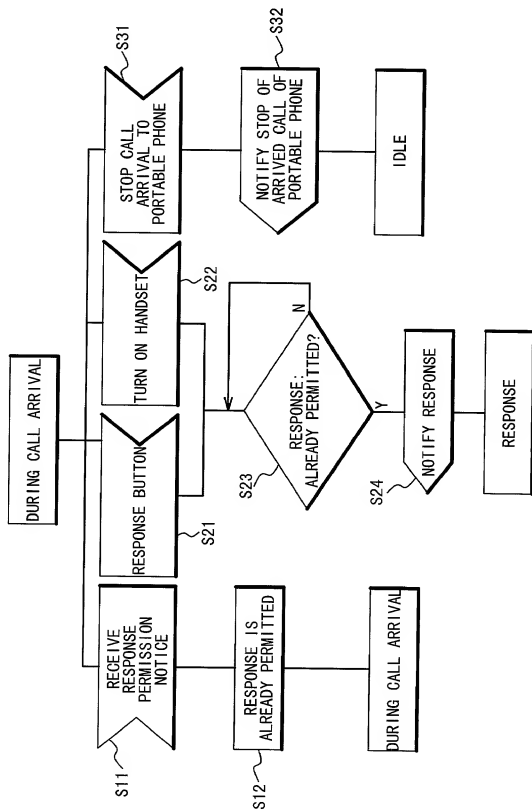 DURING CALL ARRIVAL
S11
RECEIVE
RESPONSE
PERMISSION
NOTICE
S12
RESPONSE IS
ALREADY PERMITTED
DURING CALL ARRIVAL
RESPONSE BUTTON
S21
TURN ON HANDSET
S22
S23
RESPONSE:
ALREADY PERMITTED?
N
Y
S24
NOTIFY RESPONSE
RESPONSE
S31
STOP CALL
ARRIVAL TO
PORTABLE PHONE
S32
NOTIFY STOP OF
ARRIVED CALL OF
PORTABLE PHONE
IDLE